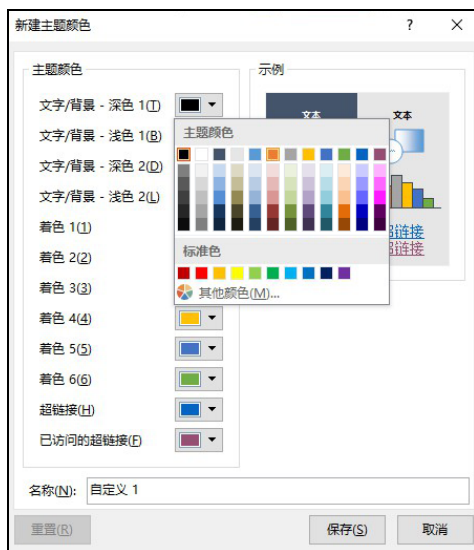 新建主题颜色
主题颜色
文字/背景 - 深色 1(T)
文字/背景 - 浅色 1(B)
文字/背景 - 深色 2(D)
文字/背景 - 浅色 2(L)
着色 1(1)
着色 2(2)
着色 3(3)
着色 4(4)
着色 5(5)
着色 6(6)
超链接(H)
已访问的超链接(F)
示例
文本 文本
主题颜色
标准色
其他颜色(M)...
超链接
超链接
名称(N): 自定义 1
重置(R) 保存(S) 取消